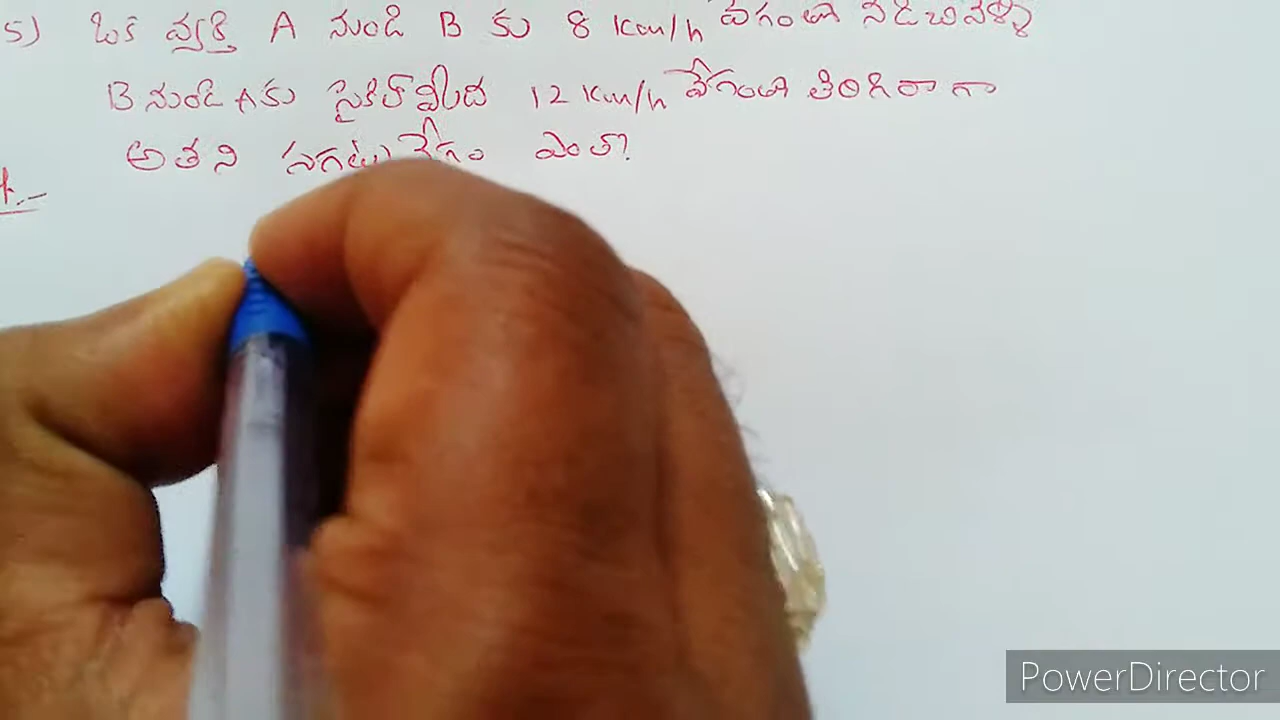 5) ఒక వ్యక్తి A నుండి B కు 8 Km/h వేగంతో నడిచివెళ్ళి
B నుండి A కు సైకిల్ మీద 12 Km/h వేగంతో తిరిగిరాగా
అతని సగటు వేగం ఎంత?
PowerDirector